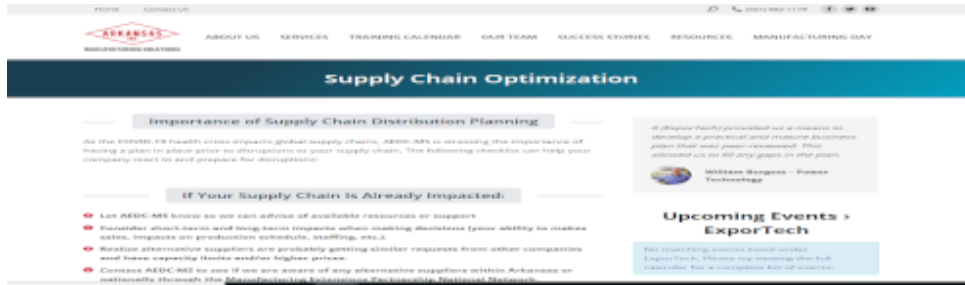 Home Contact Us
ARKANSAS INC
MANUFACTURING SOLUTIONS
ABOUT US SERVICES TRAINING CALENDAR OUR TEAM SUCCESS STORIES RESOURCES MANUFACTURING DAY
Supply Chain Optimization
Importance of Supply Chain Distribution Planning
As the COVID-19 health crisis impacts global supply chains, AEDC-MS is stressing the importance of
having a plan in place prior to disruptions to your supply chain. The following checklist can help your
company react to and prepare for disruptions:
If Your Supply Chain Is Already Impacted:
Let AEDC-MS know so we can advise of available resources or support
Consider short-term and long-term impacts when making decisions (your ability to makes
sales, impacts on production schedule, staffing, etc.).
Realize alternative suppliers are probably getting similar requests from other companies
and have capacity limits and/or higher prices.
Contact AEDC-MS to see if we are aware of any alternative suppliers within Arkansas or
nationally through the Manufacturing Extension Partnership National Network.
It (ExporTech) provided us a means to
develop a practical and mature business
plan that was peer-reviewed. This
allowed us to fill any gaps in the plan.
William Burgess - Power
Technology
Upcoming Events ›
ExporTech
No matching events listed under
ExporTech. Please try viewing the full
calendar for a complete list of events.